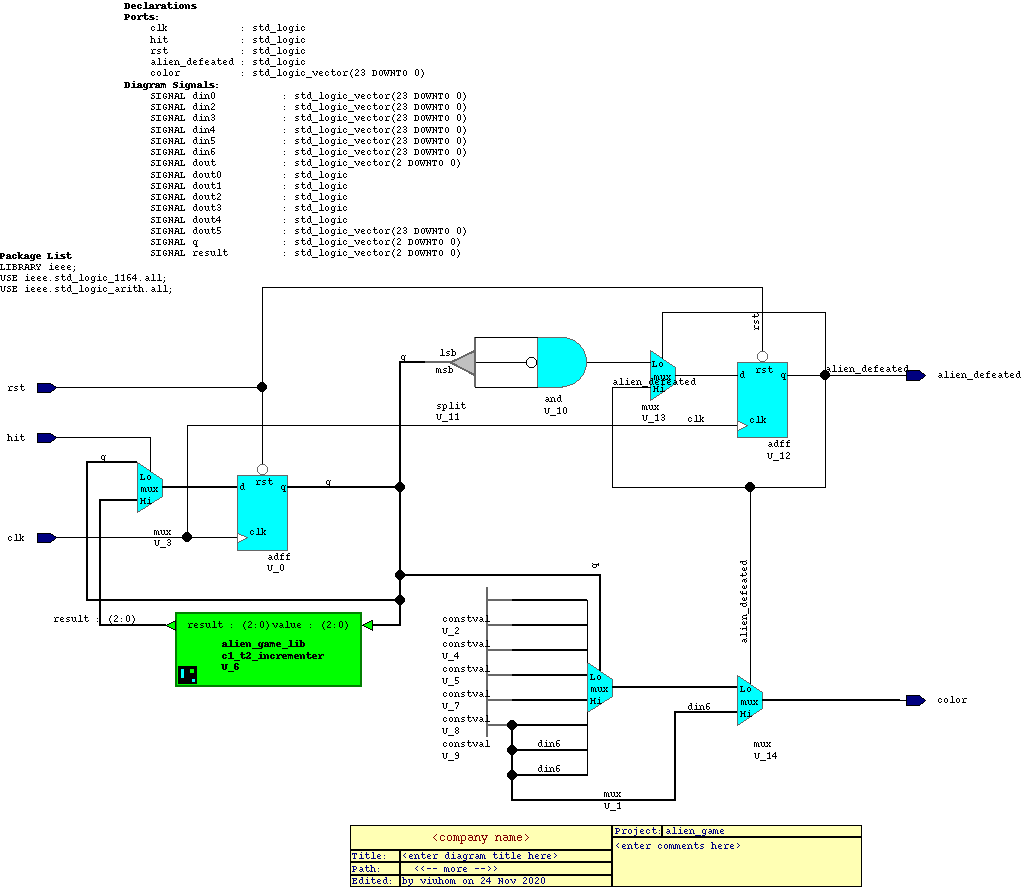 Declarations
Ports:
clk : std_logic
hit : std_logic
rst : std_logic
alien_defeated : std_logic
color : std_logic_vector(23 DOWNTO 0)
Diagram Signals:
SIGNAL din0 : std_logic_vector(23 DOWNTO 0)
SIGNAL din2 : std_logic_vector(23 DOWNTO 0)
SIGNAL din3 : std_logic_vector(23 DOWNTO 0)
SIGNAL din4 : std_logic_vector(23 DOWNTO 0)
SIGNAL din5 : std_logic_vector(23 DOWNTO 0)
SIGNAL din6 : std_logic_vector(23 DOWNTO 0)
SIGNAL dout : std_logic_vector(2 DOWNTO 0)
SIGNAL dout0 : std_logic
SIGNAL dout1 : std_logic
SIGNAL dout2 : std_logic
SIGNAL dout3 : std_logic
SIGNAL dout4 : std_logic
SIGNAL dout5 : std_logic_vector(23 DOWNTO 0)
SIGNAL q : std_logic_vector(2 DOWNTO 0)
SIGNAL result : std_logic_vector(2 DOWNTO 0)
Package List
LIBRARY ieee;
USE ieee.std_logic_1164.all;
USE ieee.std_logic_arith.all;
rst
hit
clk
q
Lo
mux
Hi
mux
U_3
d
rst
q
clk
adff
U_0
q
result : (2:0)
result : (2:0)
value : (2:0)
alien_game_lib
c1_t2_incrementer
U_6
q
lsb
msb
split
U_11
and
U_10
Lo
mux
Hi
alien_defeated
mux
U_13
clk
rst
d
rst
q
clk
adff
U_12
alien_defeated
alien_defeated
alien_defeated
q
constval
U_2
constval
U_4
constval
U_5
constval
U_7
constval
U_8
constval
U_9
din6
din6
Lo
mux
Hi
mux
U_1
din6
Lo
mux
Hi
mux
U_14
color
<company name>
Title: <enter diagram title here>
Path: <<-- more -->>
Edited: by viuhom on 24 Nov 2020
Project: alien_game
<enter comments here>